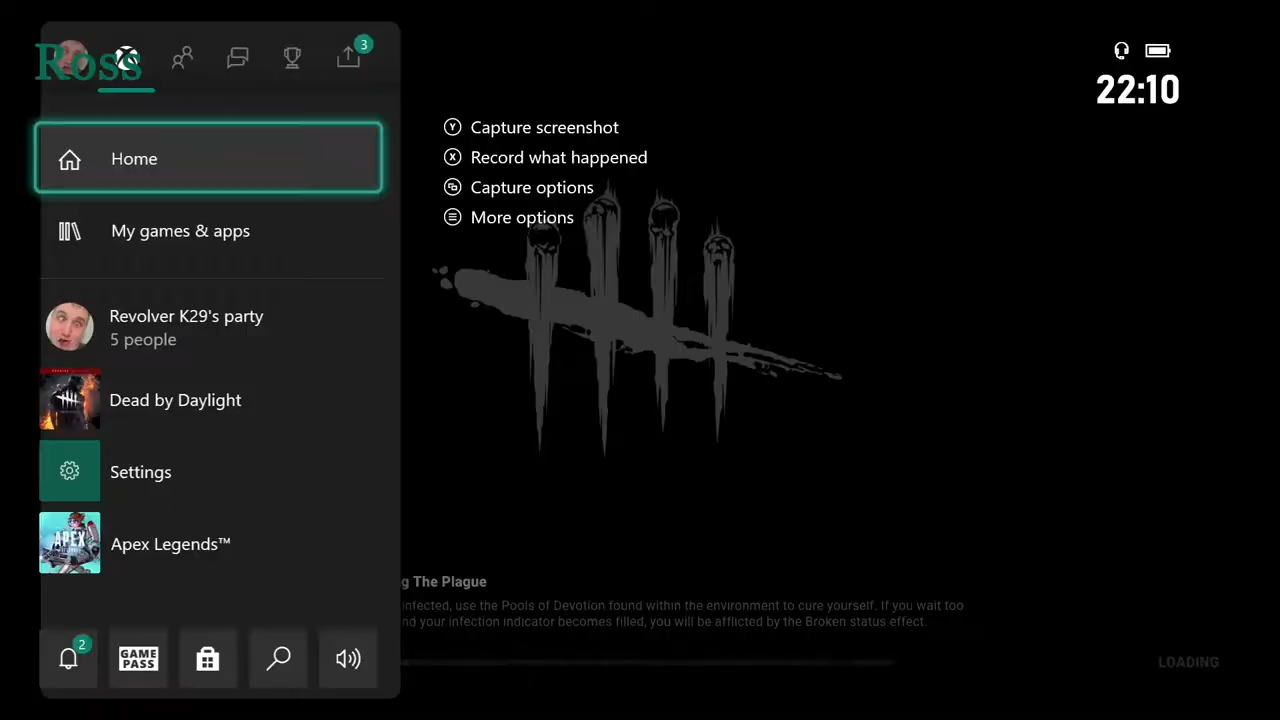 Ross
3
22:10
Home
My games & apps
Revolver K29's party
5 people
Dead by Daylight
Settings
APEX
Apex Legends™
2
GAME
PASS
Y Capture screenshot
X Record what happened
Capture options
More options
g The Plague
infected, use the Pools of Devotion found within the environment to cure yourself. If you wait too
nd your infection indicator becomes filled, you will be afflicted by the Broken status effect.
LOADING